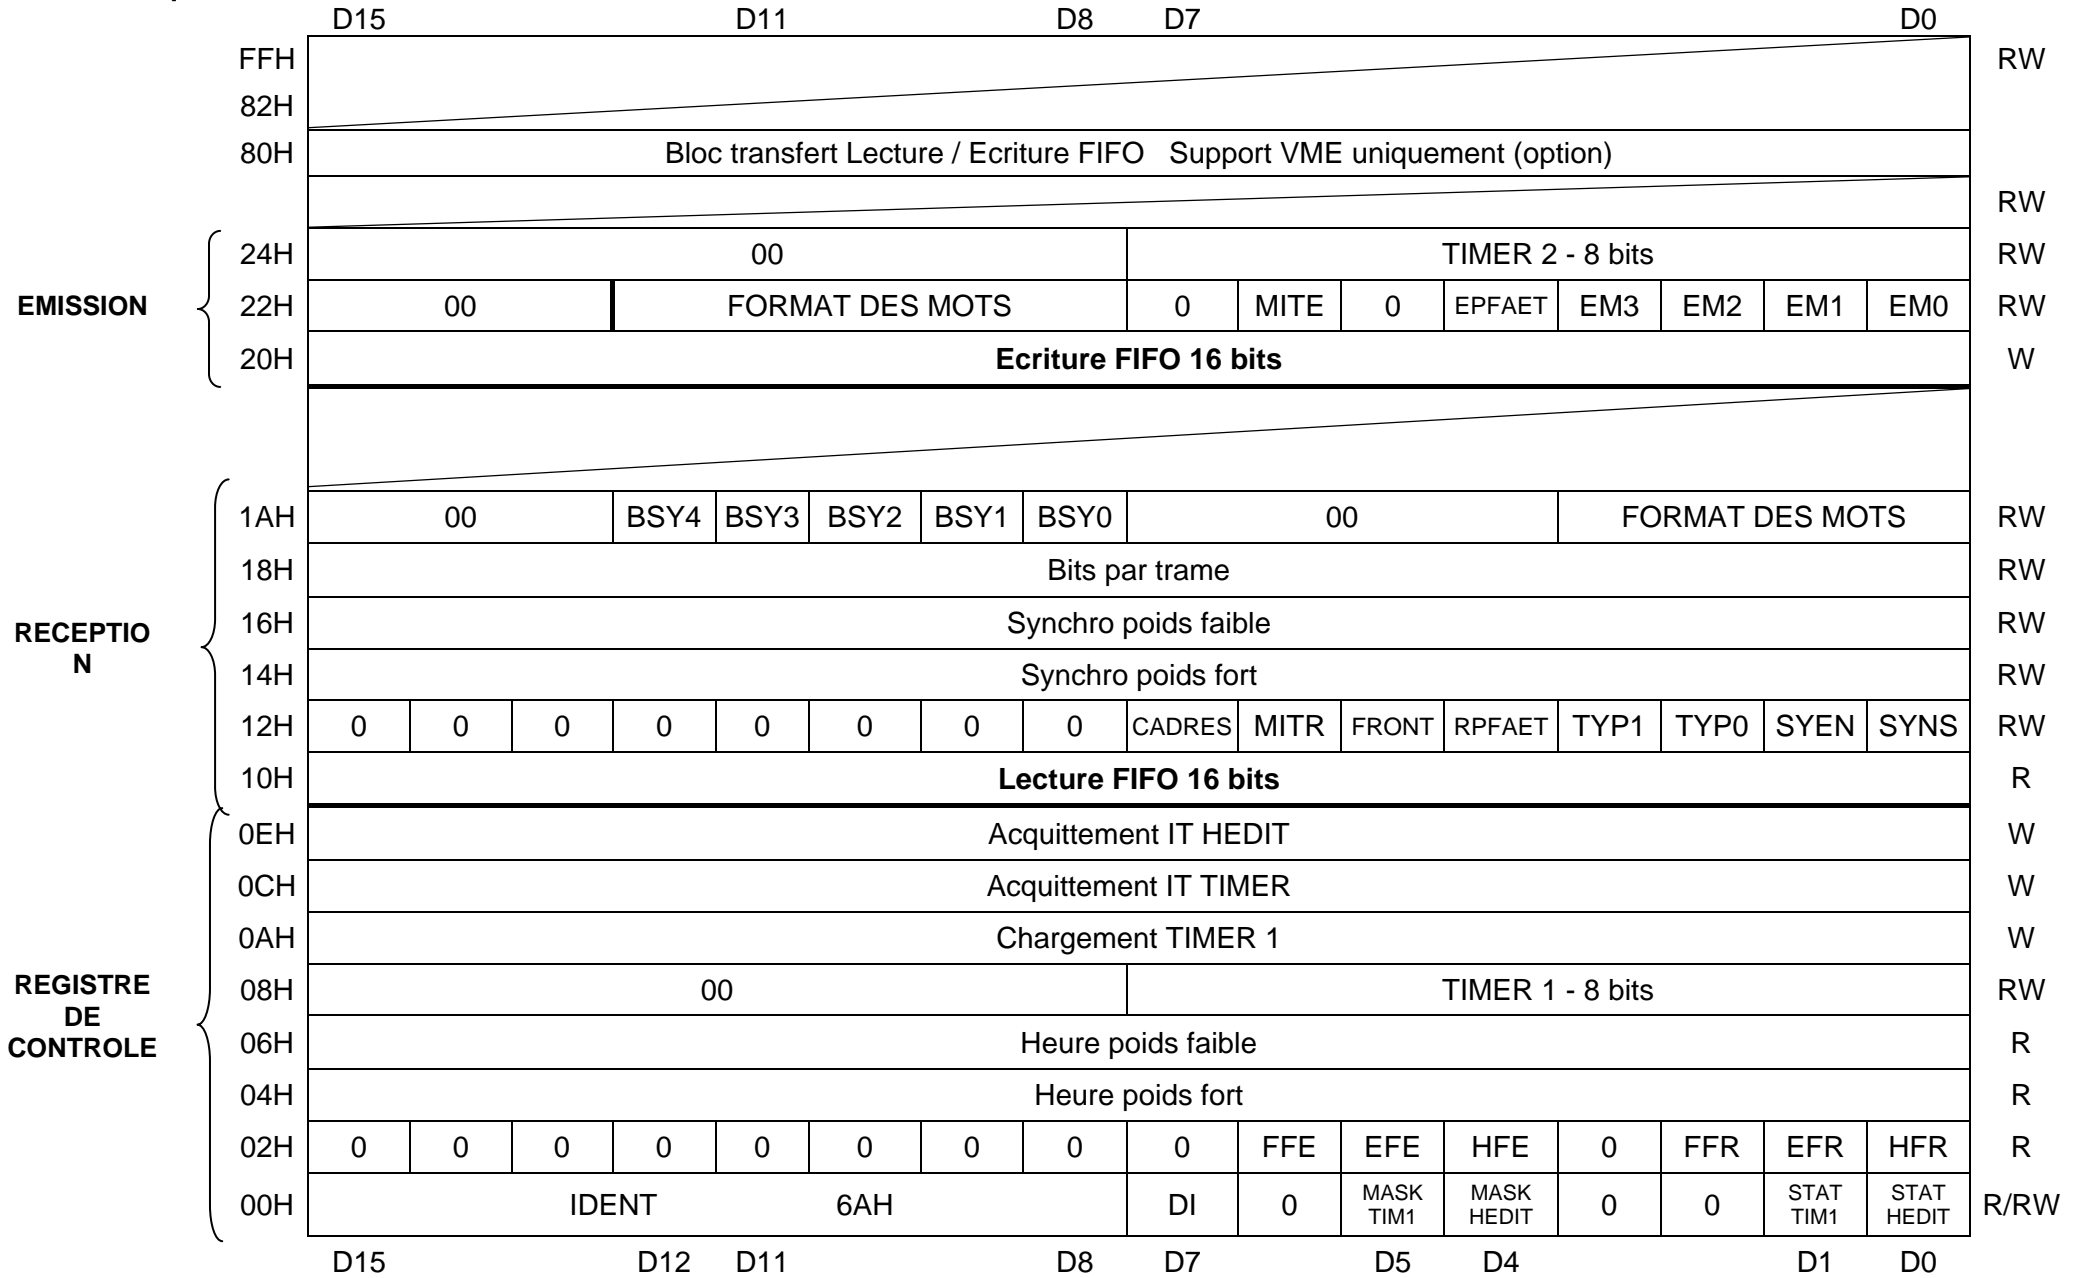 D15 D11 D8 D7 D0
FFH RW
82H
80H Bloc transfert Lecture / Ecriture FIFO Support VME uniquement (option)
RW
24H 00 TIMER 2 - 8 bits RW
EMISSION 22H 00 FORMAT DES MOTS 0 MITE 0 EPFAET EM3 EM2 EM1 EM0 RW
20H Ecriture FIFO 16 bits W
1AH 00 BSY4 BSY3 BSY2 BSY1 BSY0 00 FORMAT DES MOTS RW
18H Bits par trame RW
RECEPTIO
N
16H Synchro poids faible RW
14H Synchro poids fort RW
12H 0 0 0 0 0 0 0 0 CADRES MITR FRONT RPFAET TYP1 TYP0 SYEN SYNS RW
10H Lecture FIFO 16 bits R
0EH Acquittement IT HEDIT W
0CH Acquittement IT TIMER W
0AH Chargement TIMER 1 W
REGISTRE
DE
CONTROLE
08H 00 TIMER 1 - 8 bits RW
06H Heure poids faible R
04H Heure poids fort R
02H 0 0 0 0 0 0 0 0 0 FFE EFE HFE 0 FFR EFR HFR R
00H IDENT 6AH DI 0 MASK TIM1 MASK HEDIT 0 0 STAT TIM1 STAT HEDIT R/RW
D15 D12 D11 D8 D7 D5 D4 D1 D0